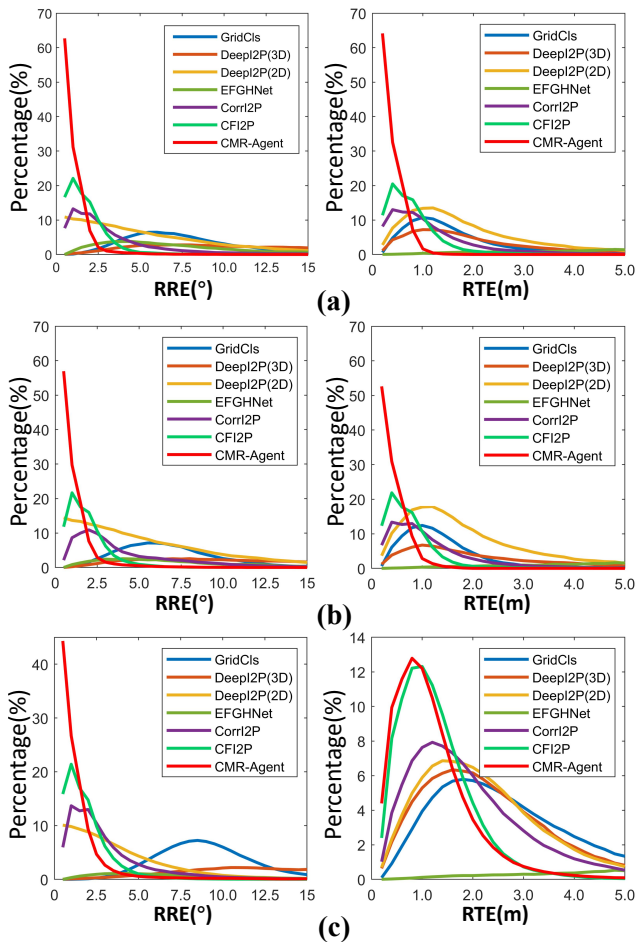 70
60
50
40
30
20
10
0
Percentage(%)
GridCls
DeepI2P(3D)
DeepI2P(2D)
EFGHNet
CorrI2P
CFI2P
CMR-Agent
0 2.5 5.0 7.5 10.0 12.5 15
RRE(°)
70
60
50
40
30
20
10
0
Percentage(%)
GridCls
DeepI2P(3D)
DeepI2P(2D)
EFGHNet
CorrI2P
CFI2P
CMR-Agent
0 1.0 2.0 3.0 4.0 5.0
RTE(m)
(a)
70
60
50
40
30
20
10
0
Percentage(%)
GridCls
DeepI2P(3D)
DeepI2P(2D)
EFGHNet
CorrI2P
CFI2P
CMR-Agent
0 2.5 5.0 7.5 10.0 12.5 15
RRE(°)
70
60
50
40
30
20
10
0
Percentage(%)
GridCls
DeepI2P(3D)
DeepI2P(2D)
EFGHNet
CorrI2P
CFI2P
CMR-Agent
0 1.0 2.0 3.0 4.0 5.0
RTE(m)
(b)
40
30
20
10
0
Percentage(%)
GridCls
DeepI2P(3D)
DeepI2P(2D)
EFGHNet
CorrI2P
CFI2P
CMR-Agent
0 2.5 5.0 7.5 10.0 12.5 15
RRE(°)
14
12
10
8
6
4
2
0
Percentage(%)
GridCls
DeepI2P(3D)
DeepI2P(2D)
EFGHNet
CorrI2P
CFI2P
CMR-Agent
0 1.0 2.0 3.0 4.0 5.0
RTE(m)
(c)